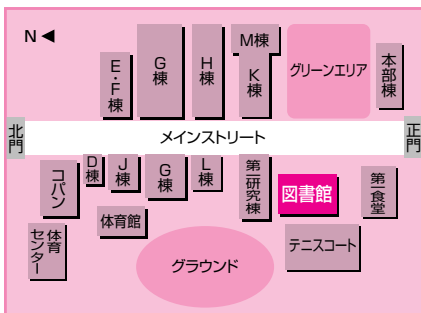 N◀
E・F棟
G棟
H棟
M棟
K棟
グリーンエリア
本部棟
北門
メインストリート
正門
コパン
D棟
J棟
G棟
L棟
第一研究棟
図書館
第一食堂
体育館
体育センター
グラウンド
テニスコート